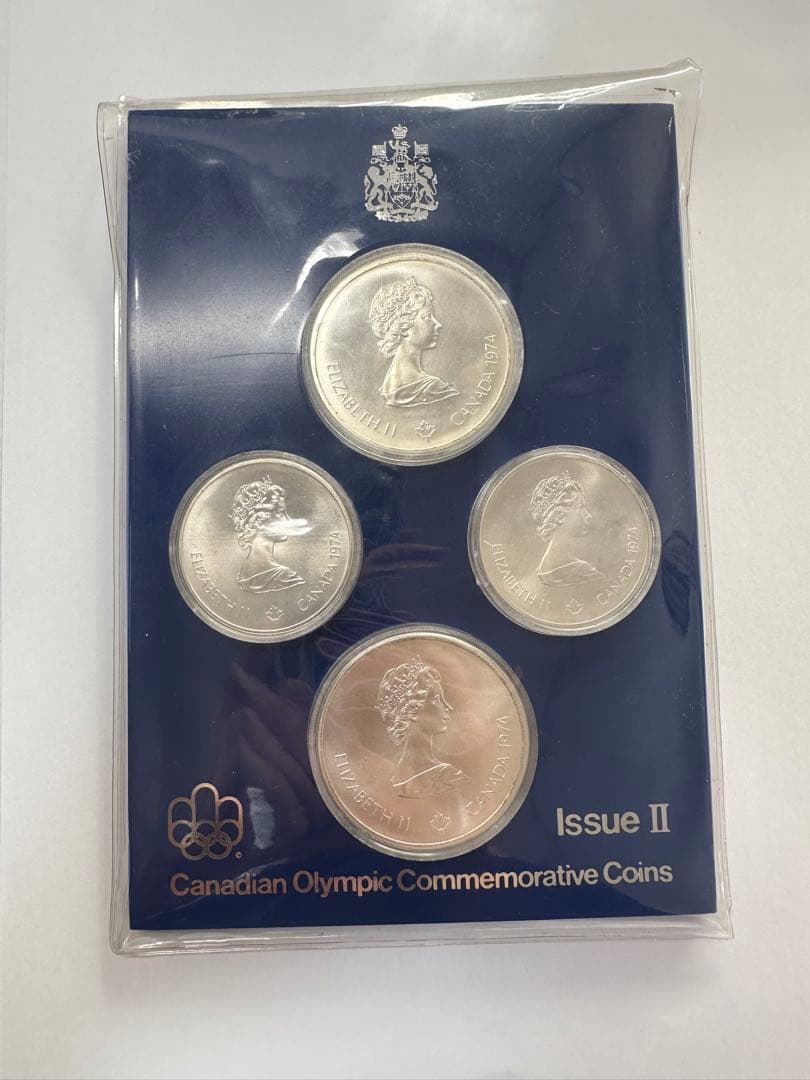 ELIZABETH II CANADA 1974
ELIZABETH II CANADA 1974
ELIZABETH II CANADA 1974
ELIZABETH II CANADA 1974
Issue II
©
Canadian Olympic Commemorative Coins